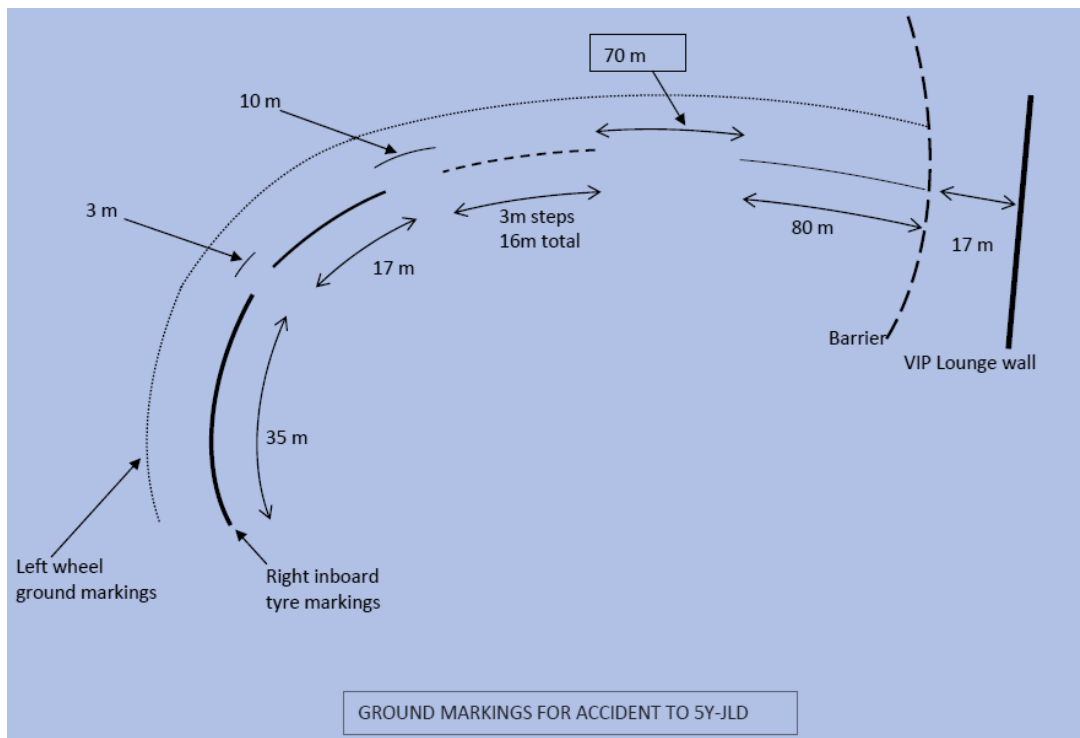 70 m
10 m
3 m
3m steps
16m total
80 m
17 m
17 m
Barrier
VIP Lounge wall
35 m
Left wheel
ground markings
Right inboard
tyre markings
GROUND MARKINGS FOR ACCIDENT TO 5Y-JLD